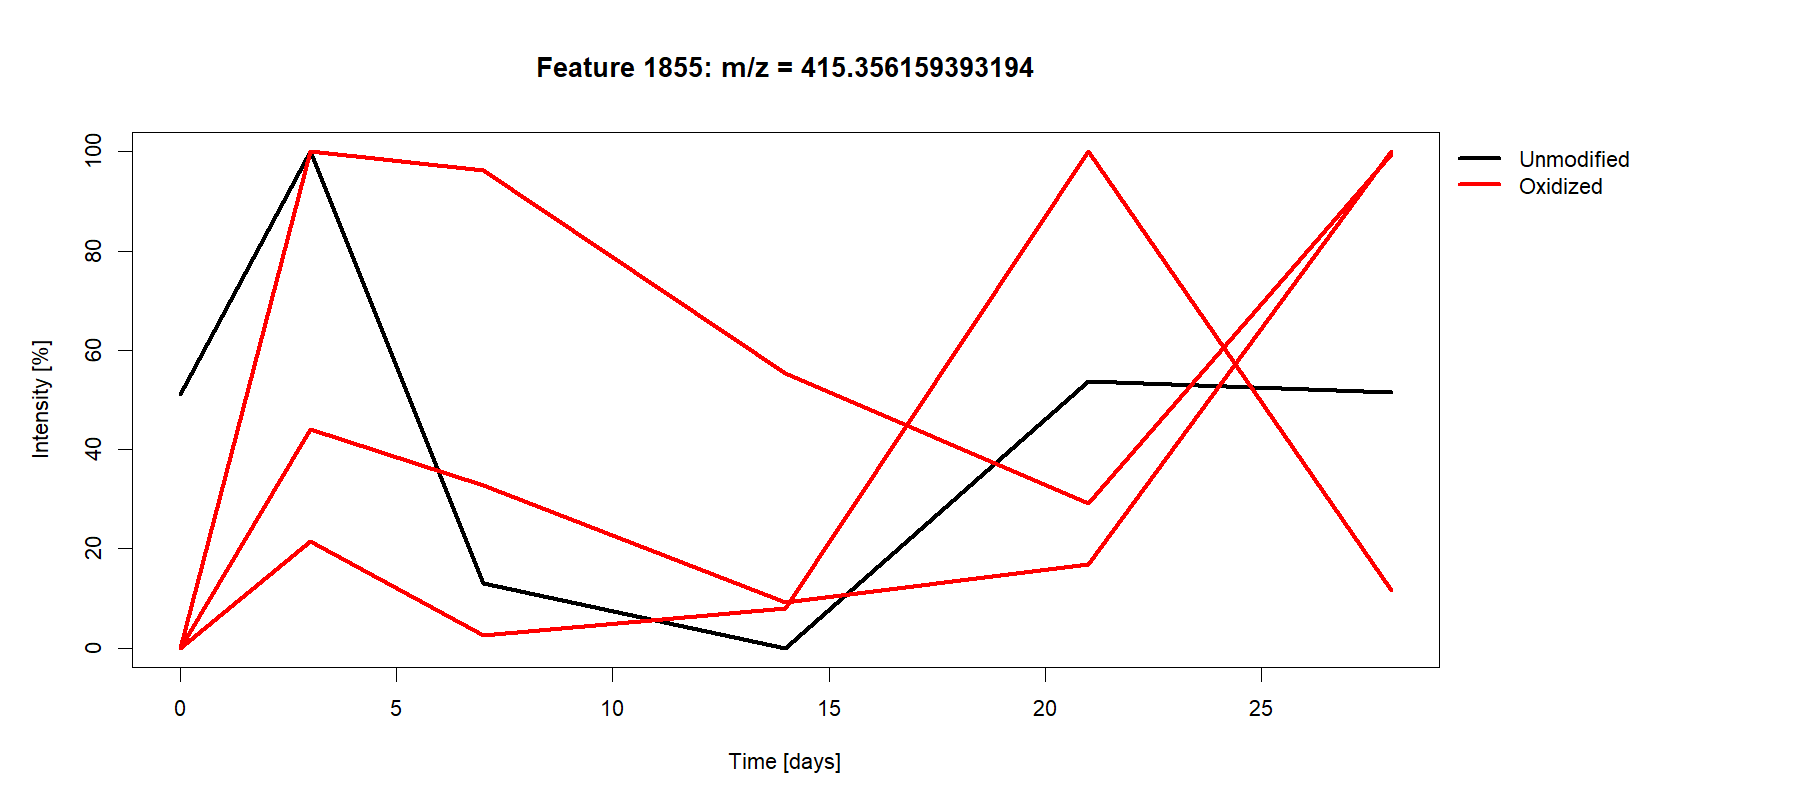 Feature 1855: m/z = 415.356159393194
Unmodified
Oxidized
Intensity [%]
100
80
60
40
20
0
0 5 10 15 20 25
Time [days]